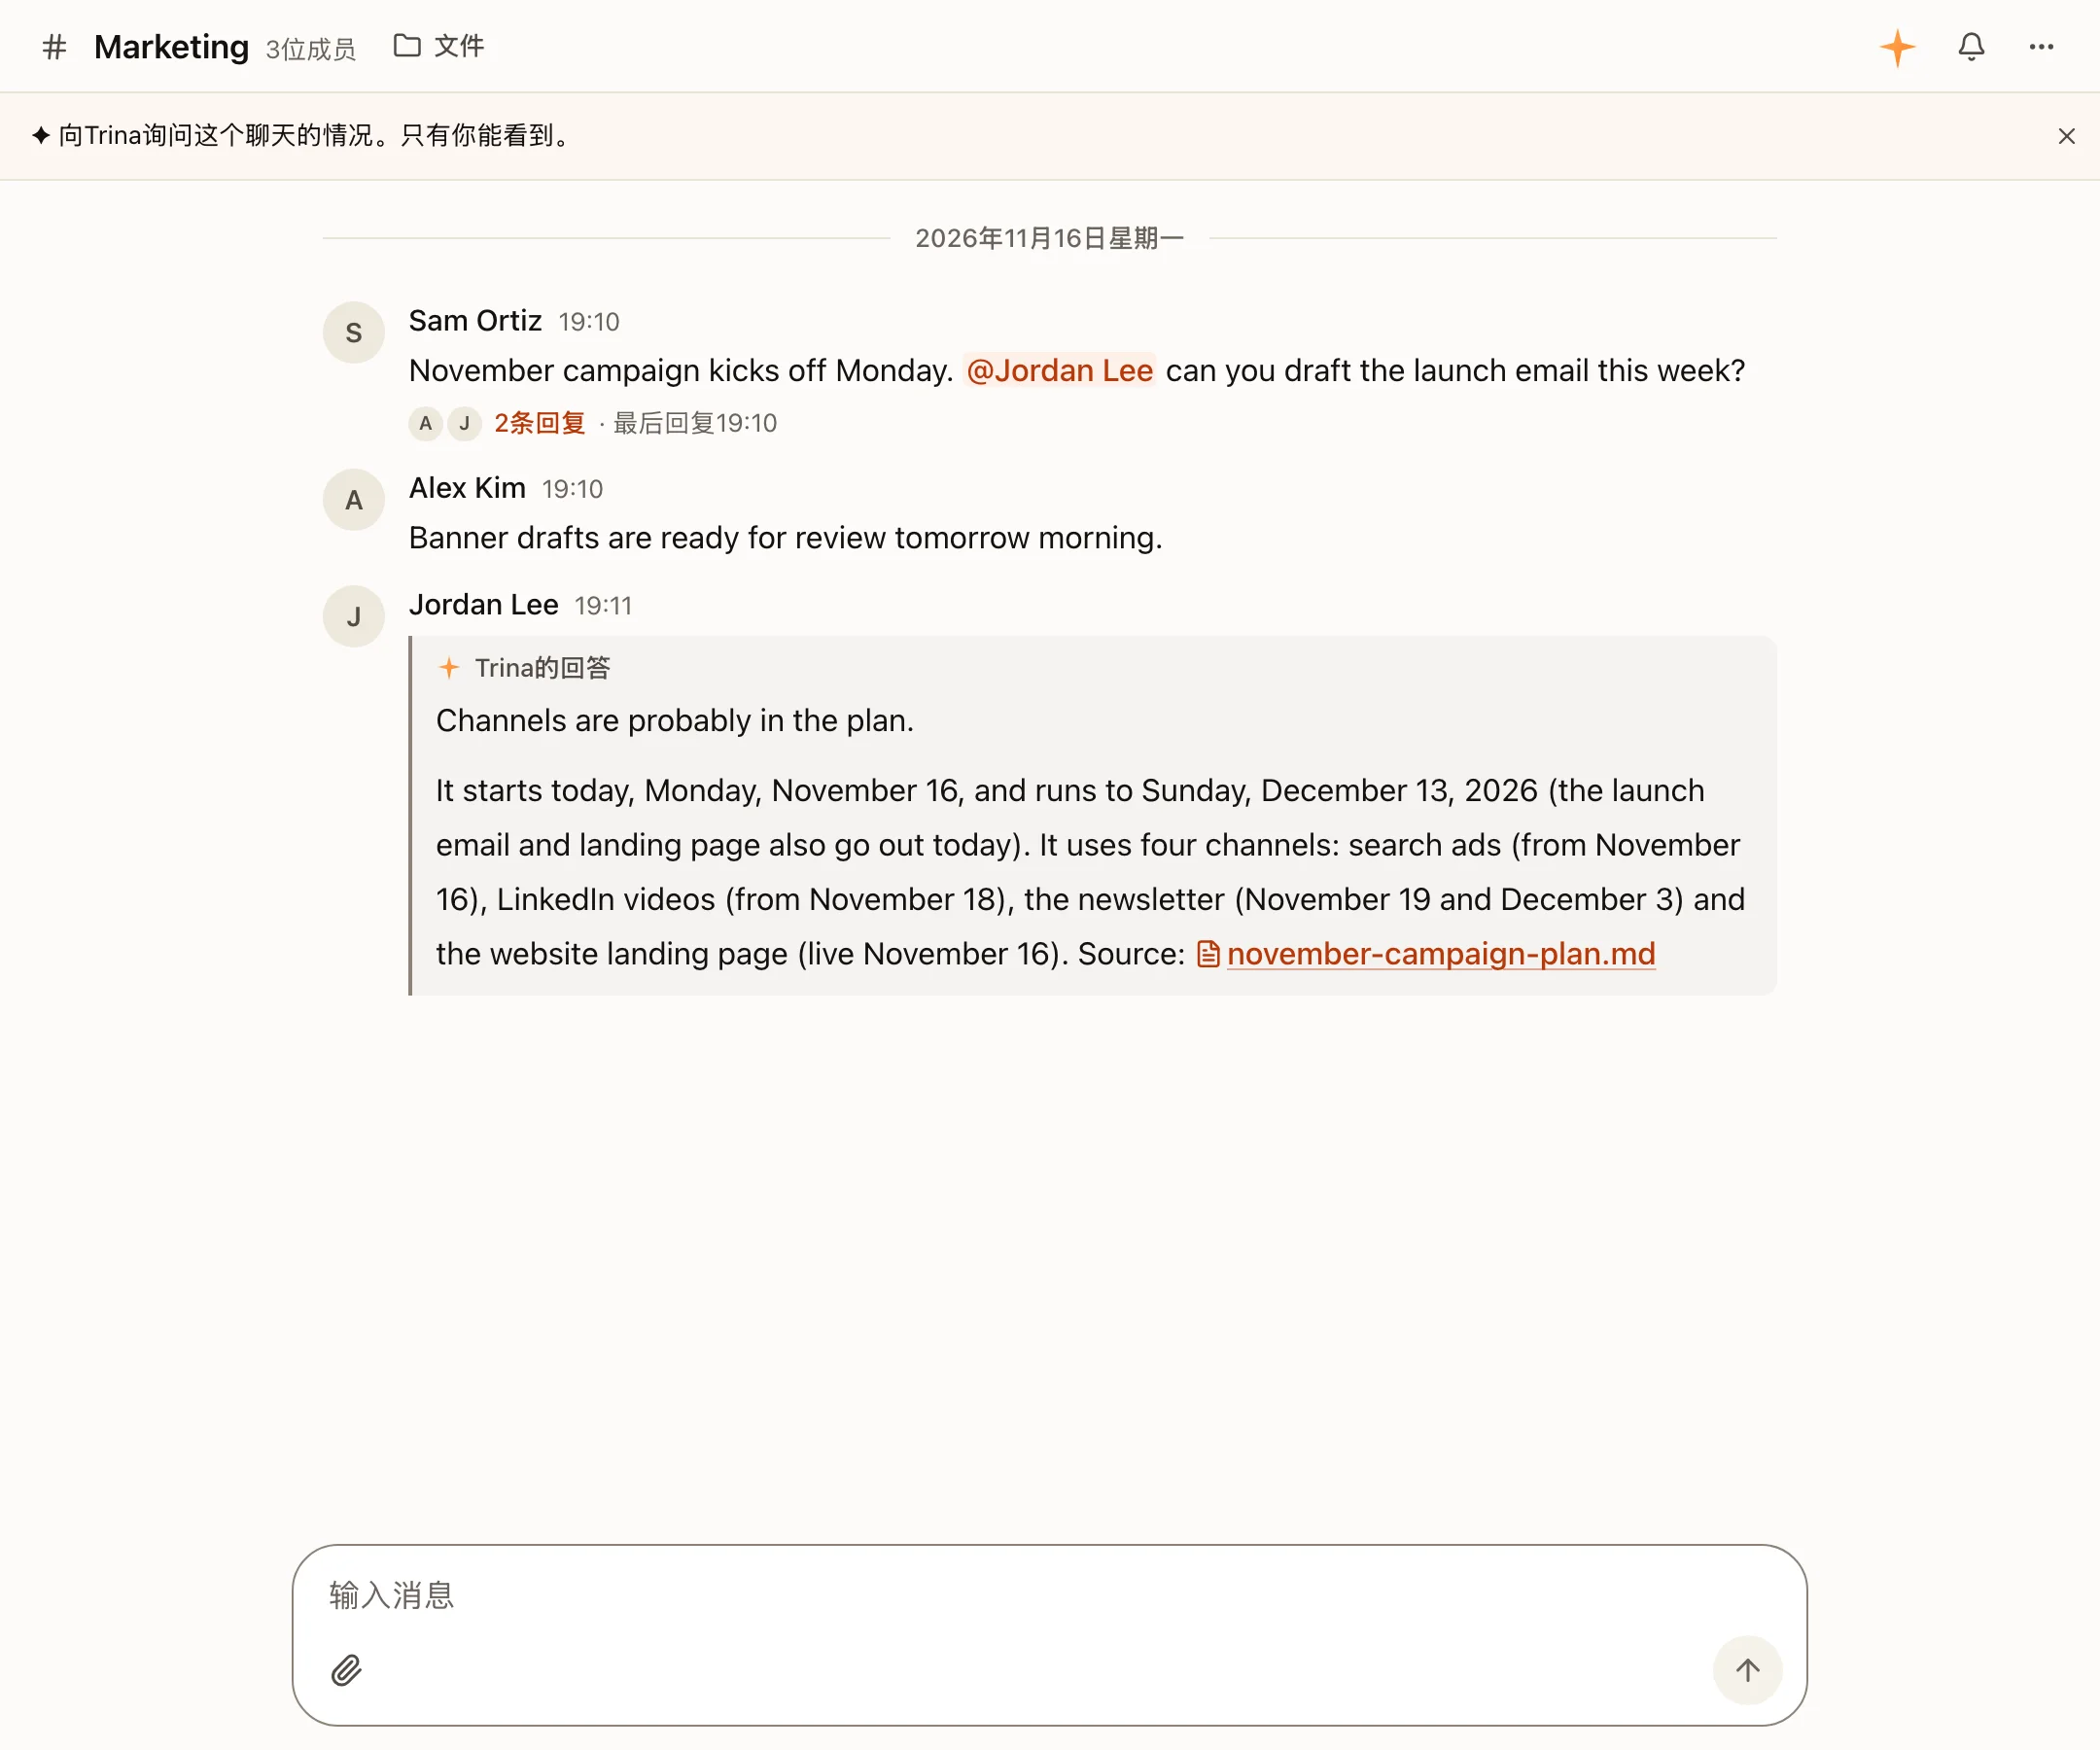 # Marketing 3位成员 文件
✦ 向Trina询问这个聊天的情况。只有你能看到。
2026年11月16日星期一
S Sam Ortiz 19:10
November campaign kicks off Monday. @Jordan Lee can you draft the launch email this week?
A J 2条回复 · 最后回复19:10
A Alex Kim 19:10
Banner drafts are ready for review tomorrow morning.
J Jordan Lee 19:11
Trina的回答
Channels are probably in the plan.
It starts today, Monday, November 16, and runs to Sunday, December 13, 2026 (the launch
email and landing page also go out today). It uses four channels: search ads (from November
16), LinkedIn videos (from November 18), the newsletter (November 19 and December 3) and
the website landing page (live November 16). Source: november-campaign-plan.md
输入消息